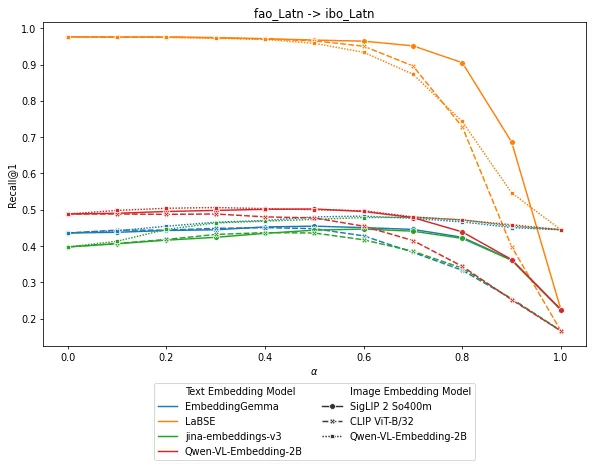 fao_Latn -> ibo_Latn
Recall@1
1.0
0.9
0.8
0.7
0.6
0.5
0.4
0.3
0.2
0.0 0.2 0.4 0.6 0.8 1.0
α
Text Embedding Model
EmbeddingGemma
LaBSE
jina-embeddings-v3
Qwen-VL-Embedding-2B
Image Embedding Model
SigLIP 2 So400m
CLIP ViT-B/32
Qwen-VL-Embedding-2B